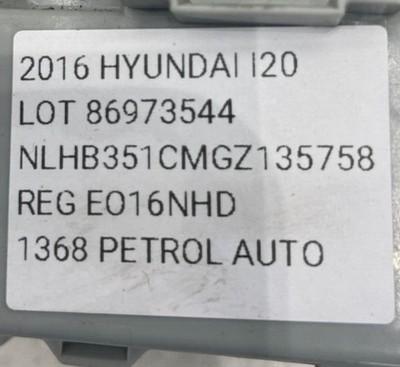 2016 HYUNDAI I20
LOT 86973544
NLHB351CMGZ135758
REG EO16NHD
1368 PETROL AUTO